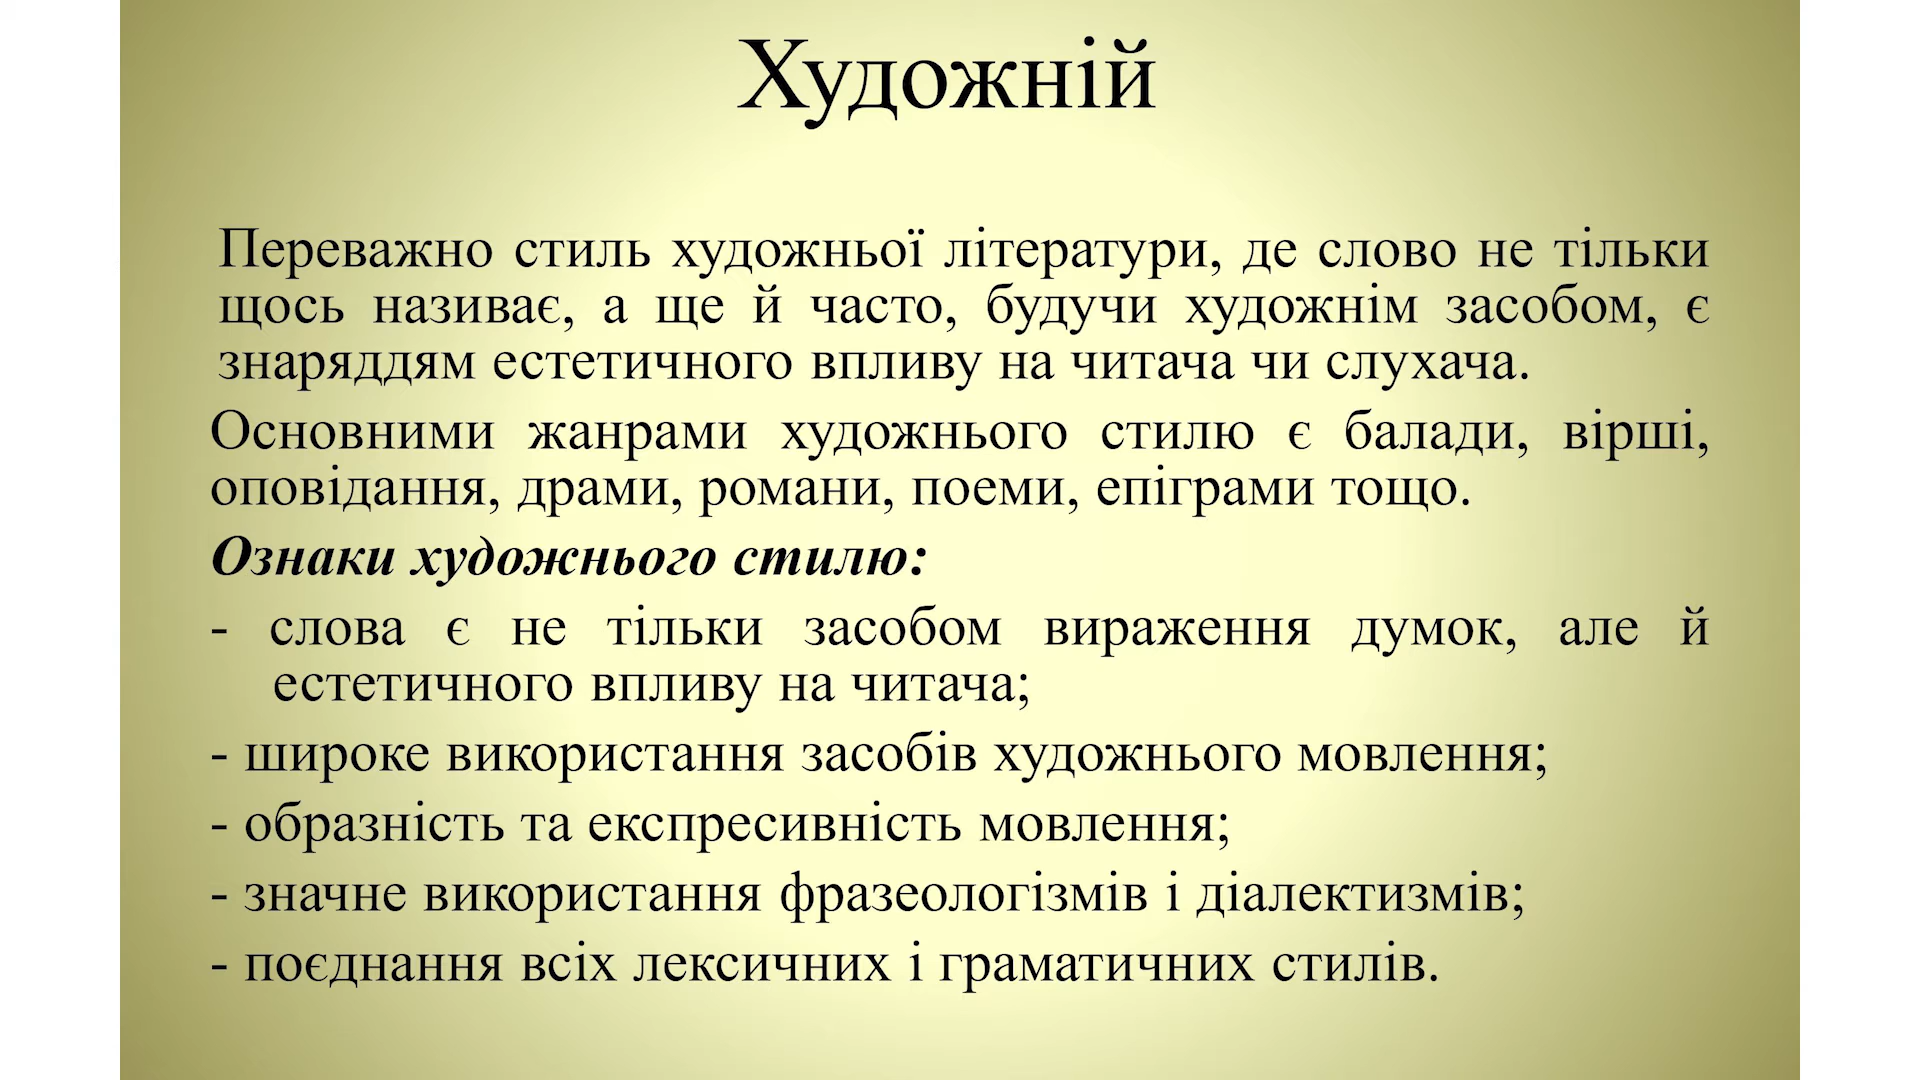 Художній
Переважно стиль художньої літератури, де слово не тільки
щось називає, а ще й часто, будучи художнім засобом, є
знаряддям естетичного впливу на читача чи слухача.
Основними жанрами художнього стилю є балади, вірші,
оповідання, драми, романи, поеми, епіграми тощо.
Ознаки художнього стилю:
- слова є не тільки засобом вираження думок, але й
естетичного впливу на читача;
- широке використання засобів художнього мовлення;
- образність та експресивність мовлення;
- значне використання фразеологізмів і діалектизмів;
- поєднання всіх лексичних і граматичних стилів.